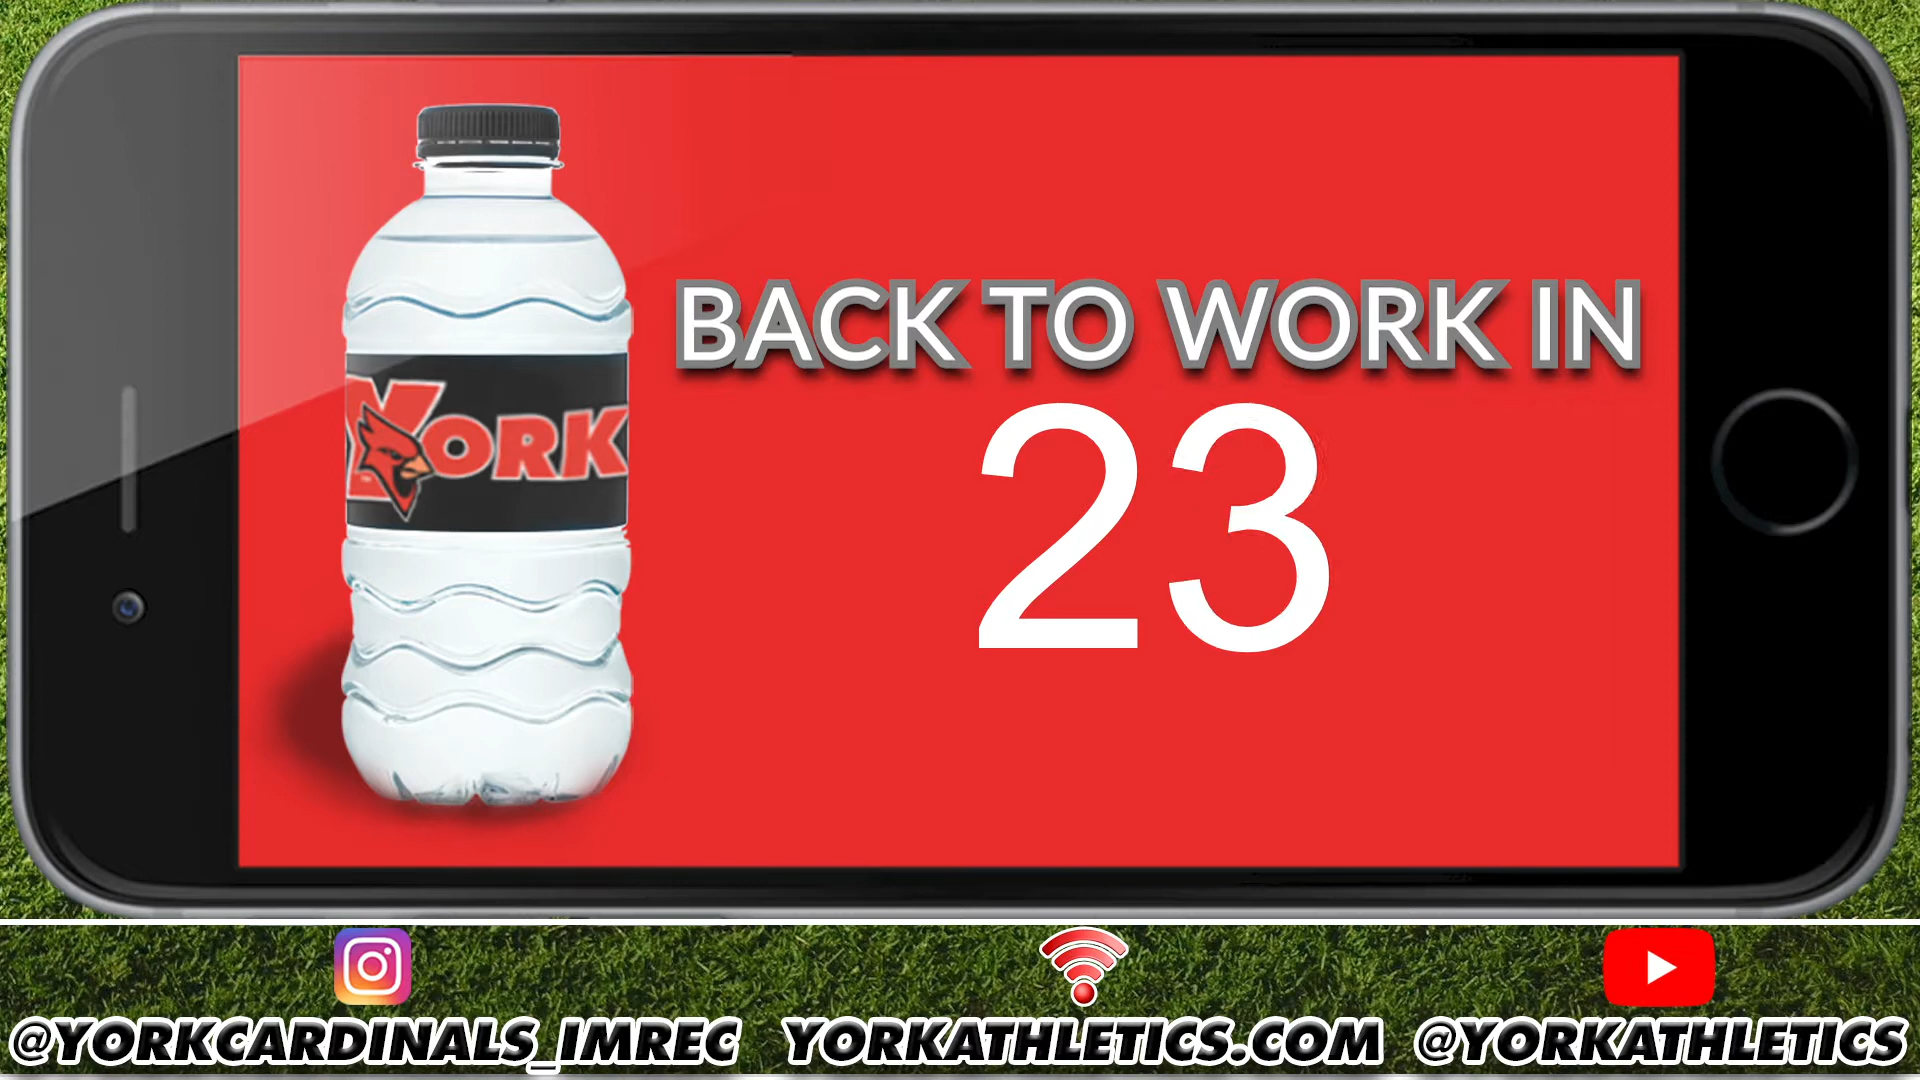 BACK TO WORK IN
23
YORK
@YORKCARDINALS_IMREC
YORKATHLETICS.COM
@YORKATHLETICS